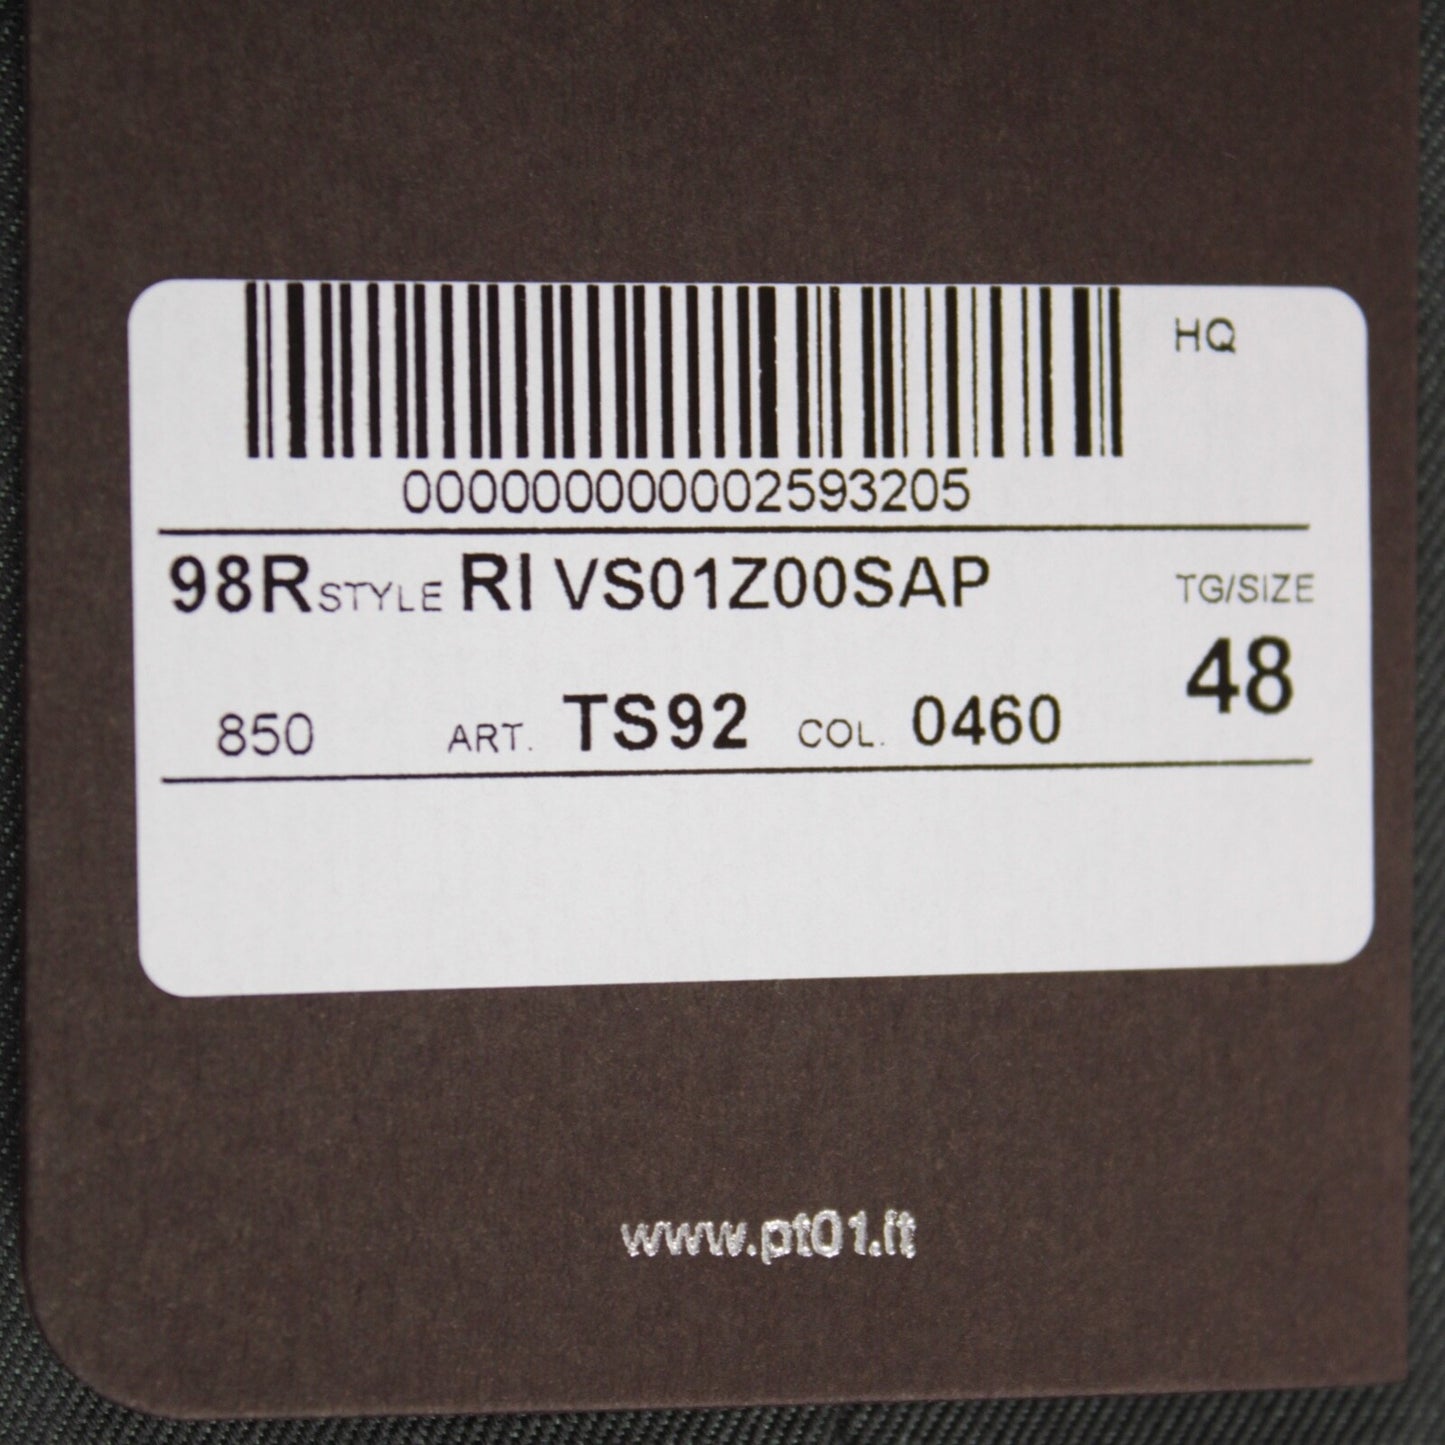 HQ
000000000002593205
98R STYLE RI VS01Z00SAP TG/SIZE
48
850 ART. TS92 COL. 0460
www.pt01.it